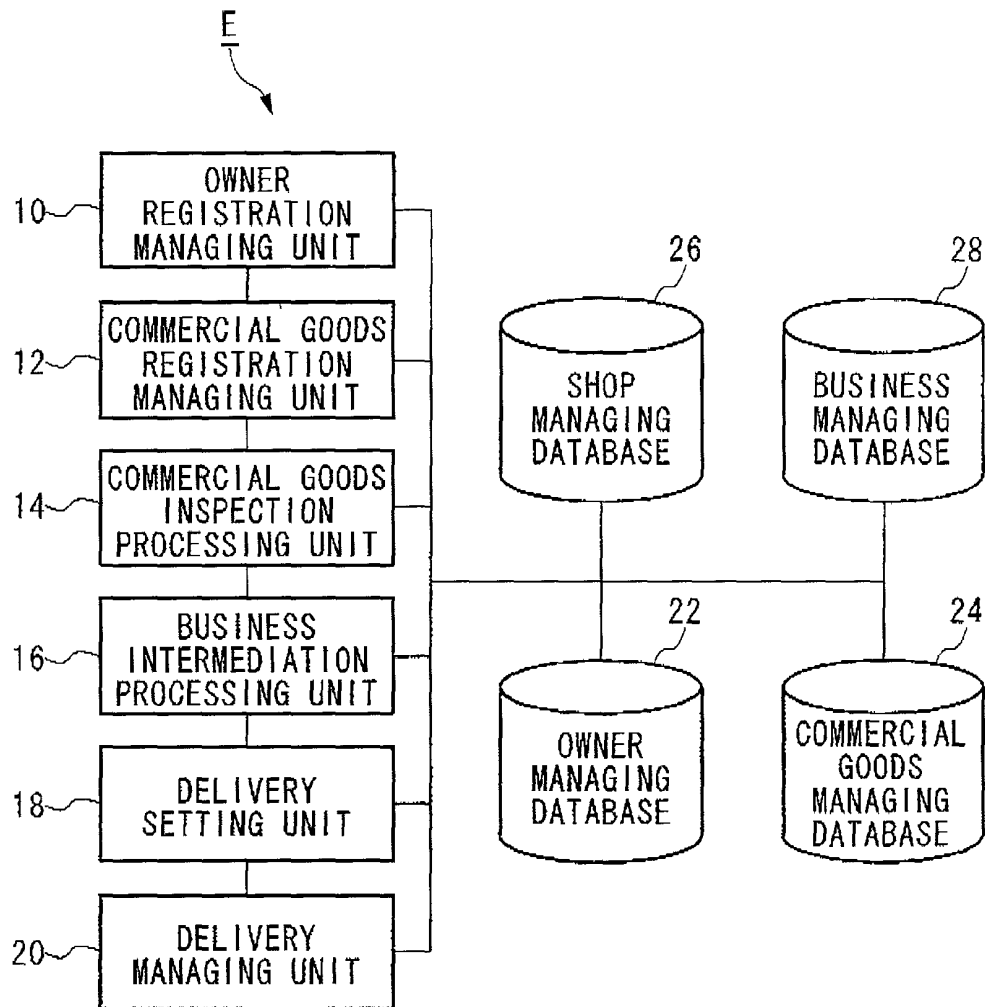 E
10
OWNER
REGISTRATION
MANAGING UNIT
12
COMMERCIAL GOODS
REGISTRATION
MANAGING UNIT
14
COMMERCIAL GOODS
INSPECTION
PROCESSING UNIT
16
BUSINESS
INTERMEDIATION
PROCESSING UNIT
18
DELIVERY
SETTING UNIT
20
DELIVERY
MANAGING UNIT
26
SHOP
MANAGING
DATABASE
28
BUSINESS
MANAGING
DATABASE
22
OWNER
MANAGING
DATABASE
24
COMMERCIAL
GOODS
MANAGING
DATABASE